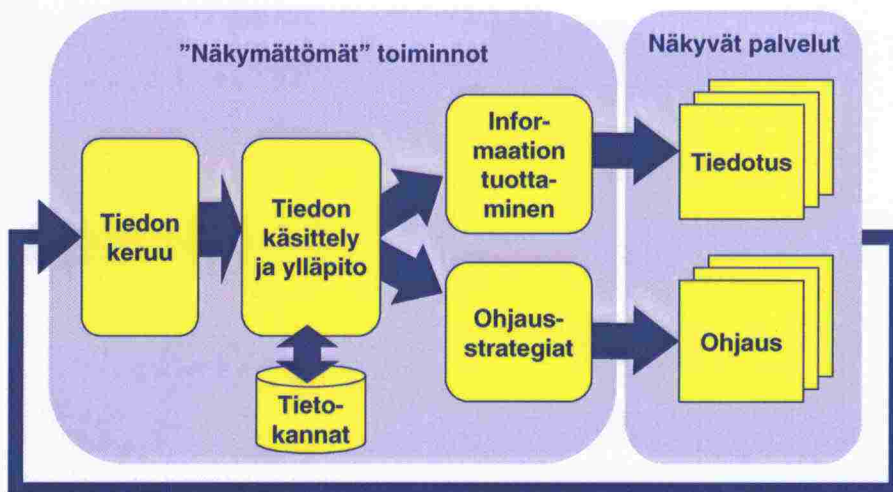 ”Näkymättömät” toiminnot
Näkyvät palvelut
Tiedon
keruu
Tiedon
käsittely
ja ylläpito
Tieto-
kannat
Infor-
maation
tuotta-
minen
Ohjaus-
strategiat
Tiedotus
Ohjaus